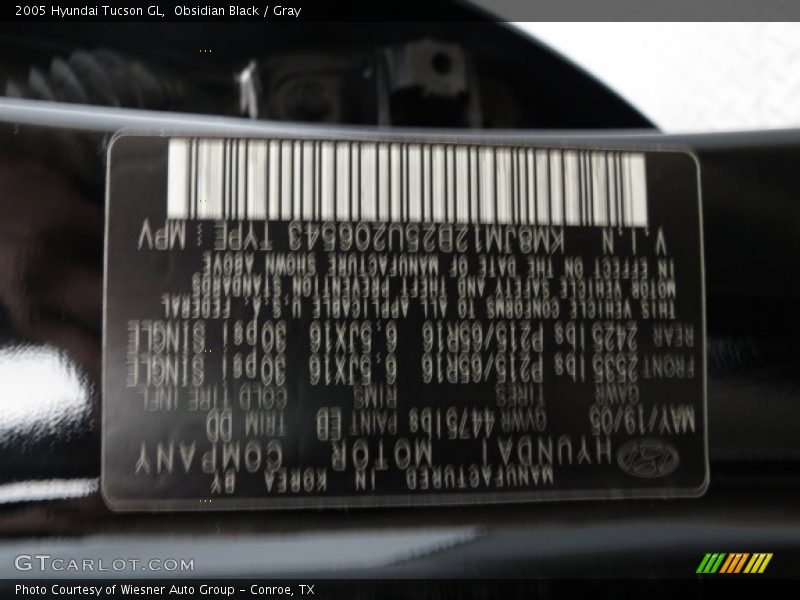 2005 Hyundai Tucson GL,  Obsidian Black / Gray
MANUFACTURED IN KOREA BY
HYUNDAI MOTOR COMPANY
MAY/19/05 GVWR 4475lbs PAINT EB TRIM DD
GAWR TIRES RIMS COLD TIRE INFL
FRONT 2535 lbs P215/65R16 6.5JX16 30psi SINGLE
REAR 2425 lbs P215/65R16 6.5JX16 30psi SINGLE
THIS VEHICLE CONFORMS TO ALL APPLICABLE U.S.A. FEDERAL
MOTOR VEHICLE SAFETY AND THEFT PREVENTION STANDARDS
IN EFFECT ON THE DATE OF MANUFACTURE SHOWN ABOVE
V.I.N. KM8JM12B25U206543 TYPE : MPV
GTCARLOT.COM
Photo Courtesy of Wiesner Auto Group - Conroe, TX